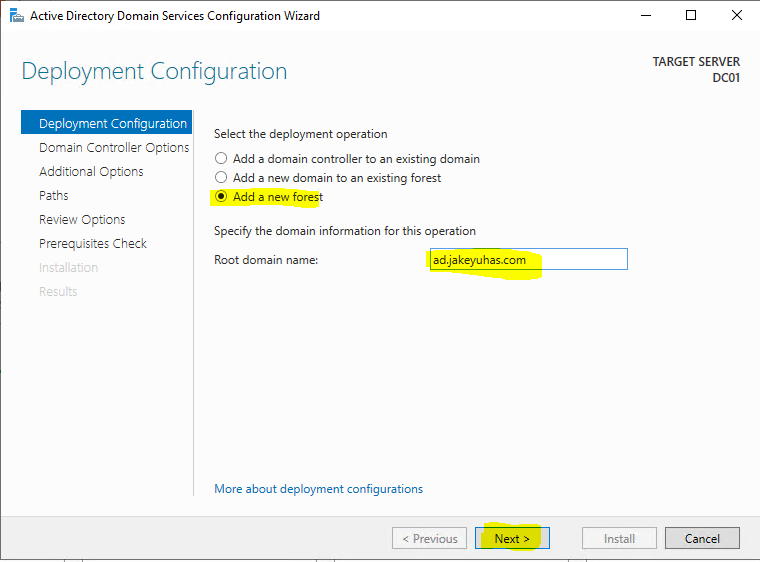 Active Directory Domain Services Configuration Wizard
Deployment Configuration
TARGET SERVER
DC01
Deployment Configuration
Domain Controller Options
Additional Options
Paths
Review Options
Prerequisites Check
Installation
Results
Select the deployment operation
Add a domain controller to an existing domain
Add a new domain to an existing forest
Add a new forest
Specify the domain information for this operation
Root domain name:
ad.jakeyuhas.com
More about deployment configurations
< Previous
Next >
Install
Cancel